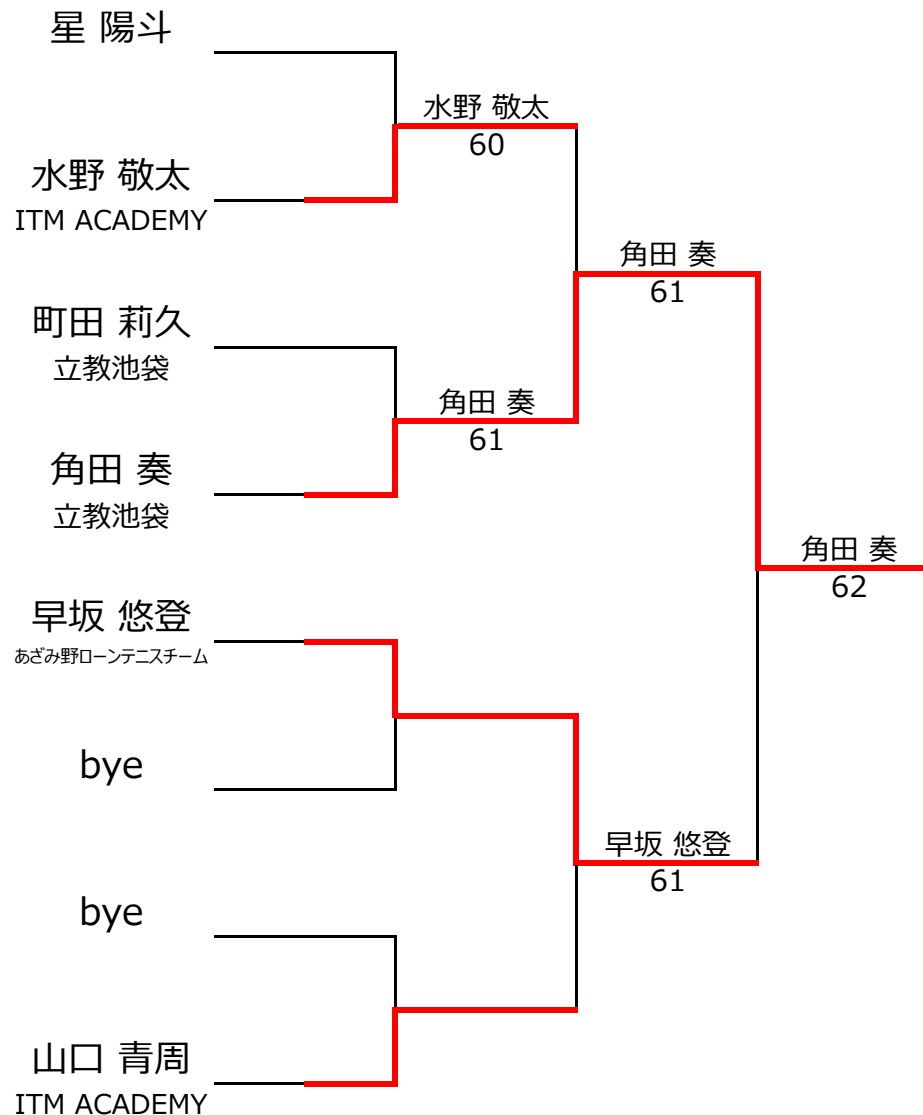 星 陽斗
水野 敬太
60
水野 敬太
ITM ACADEMY
角田 奏
61
町田 莉久
立教池袋
角田 奏
61
角田 奏
立教池袋
角田 奏
62
早坂 悠登
あざみ野ローンテニスチーム
bye
早坂 悠登
61
bye
山口 青周
ITM ACADEMY